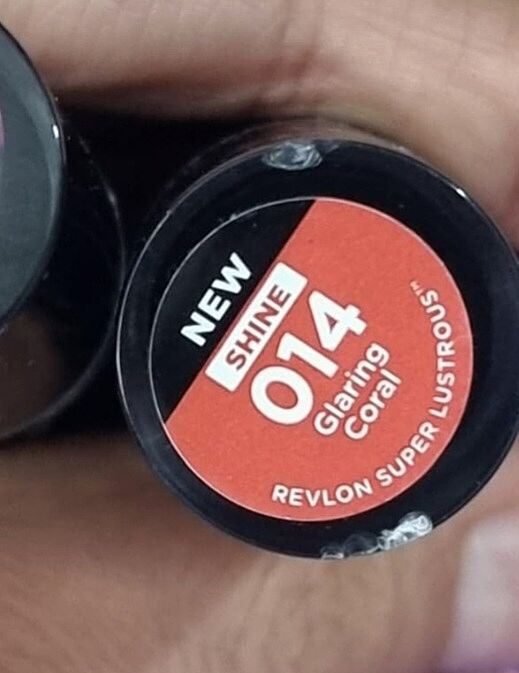 NEW
SHINE
014
Glaring
Coral
REVLON SUPER LUSTROUS™